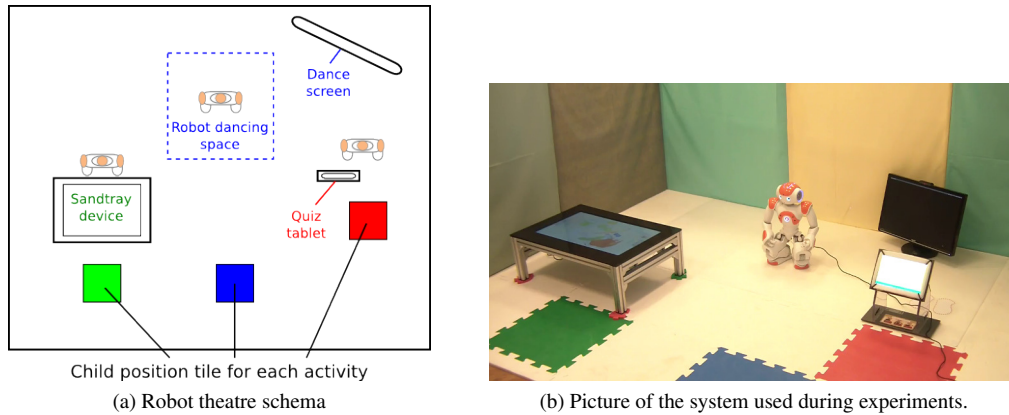 Dance
screen
Robot dancing
space
Sandtray
device
Quiz
tablet
Child position tile for each activity
(a) Robot theatre schema
(b) Picture of the system used during experiments.